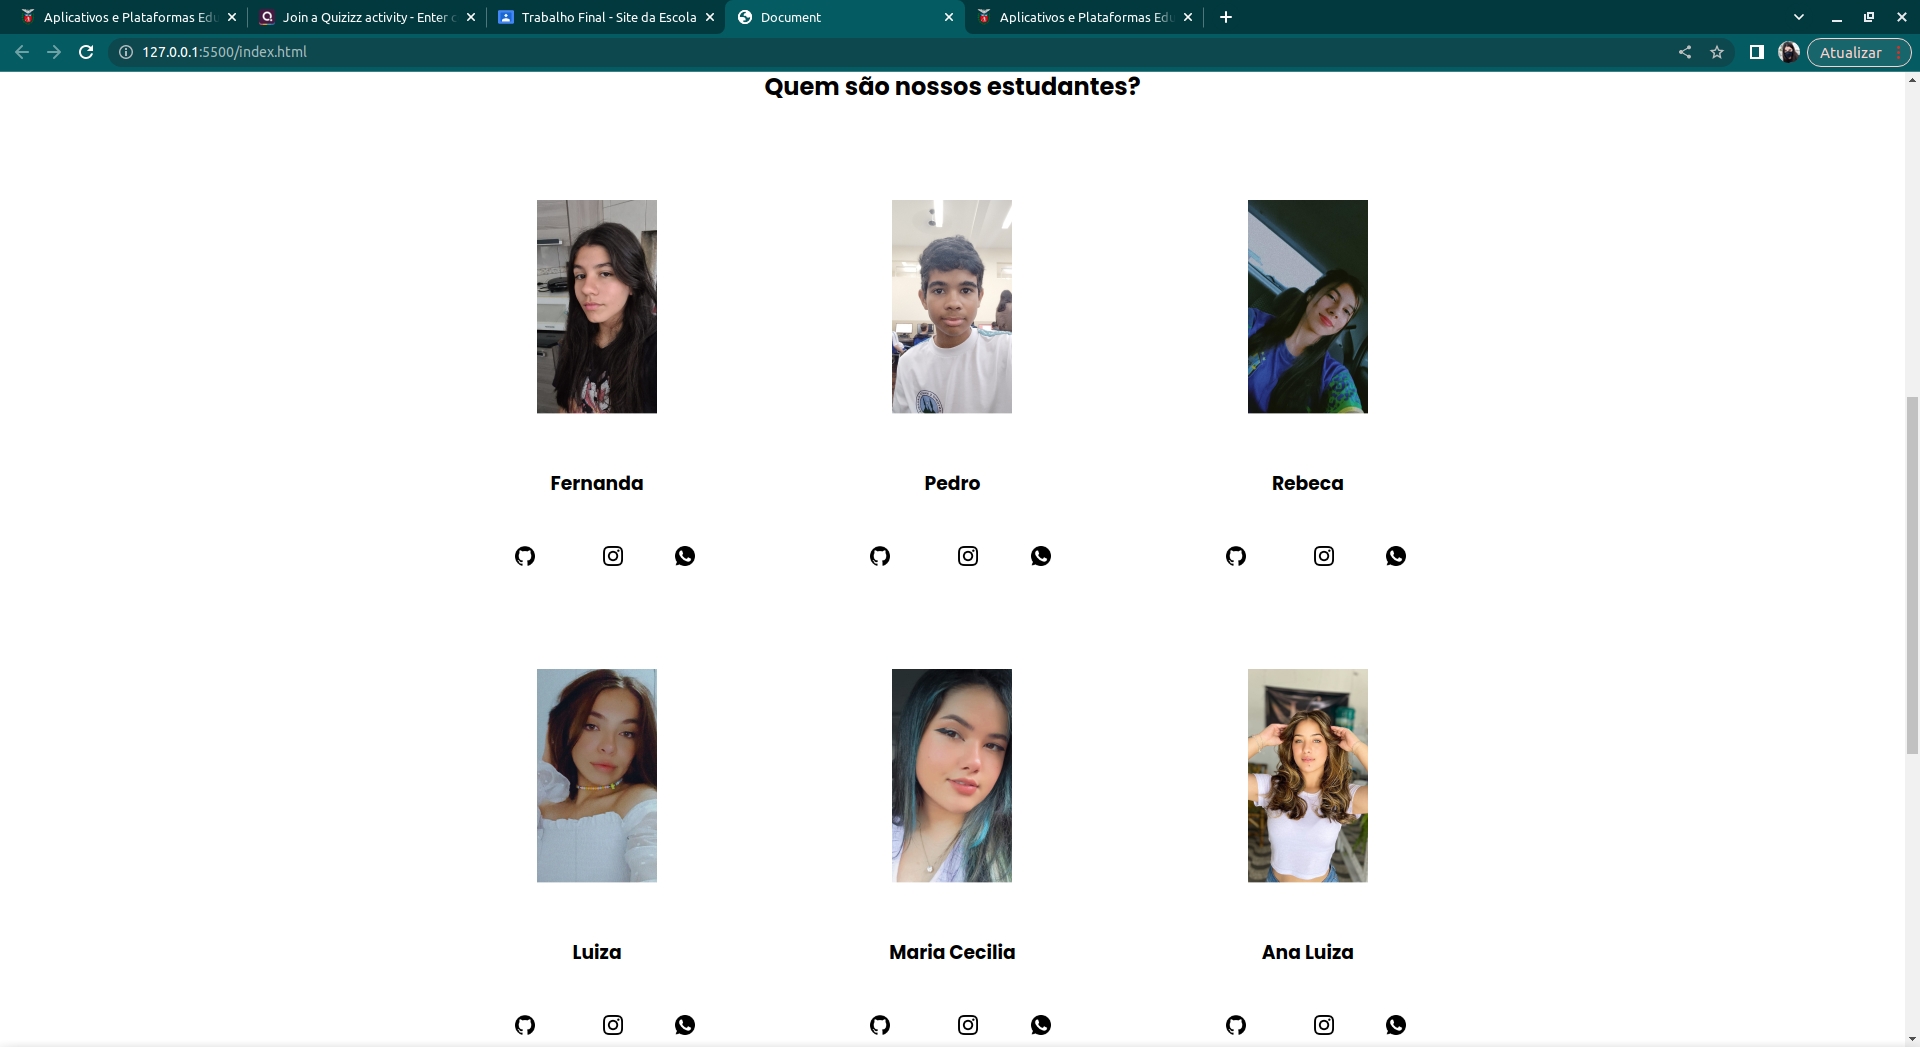 Aplicativos e Plataformas Edu
Join a Quizizz activity - Enter c
Trabalho Final - Site da Escola
Document
Aplicativos e Plataformas Edu
127.0.0.1:5500/index.html
Atualizar
Quem são nossos estudantes?
Fernanda
Pedro
Rebeca
Luiza
Maria Cecilia
Ana Luiza